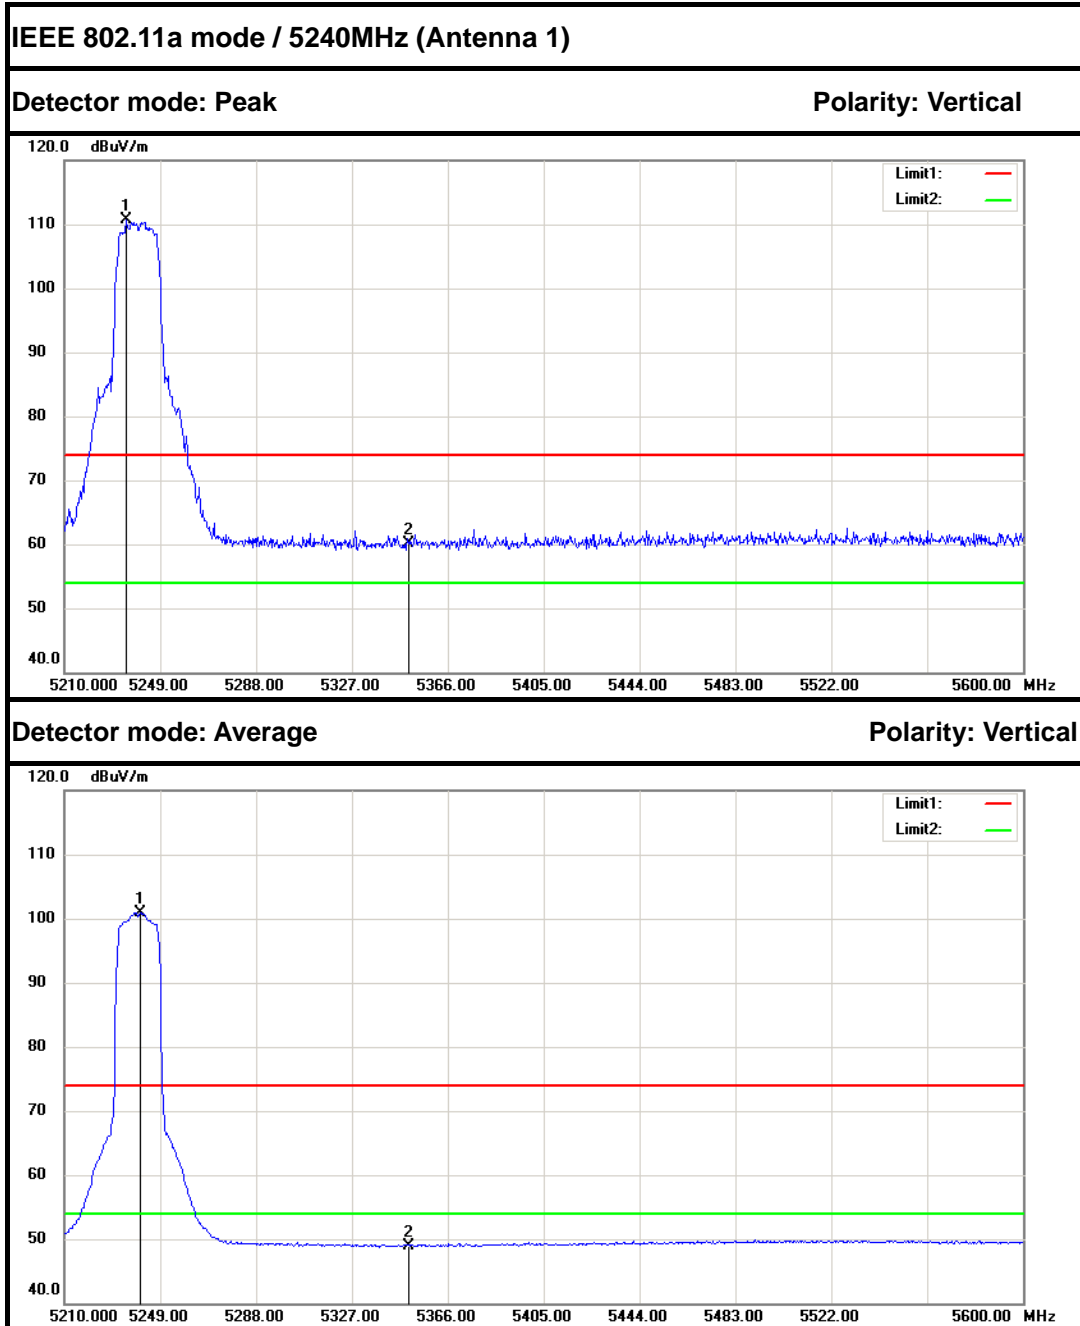 IEEE 802.11a mode / 5240MHz (Antenna 1)
Detector mode: Peak Polarity: Vertical
120.0 dBuV/m
Limit1:
Limit2:
1
110
100
90
80
70
2
60
50
40.0
5210.000 5249.00 5288.00 5327.00 5366.00 5405.00 5444.00 5483.00 5522.00 5600.00 MHz
Detector mode: Average Polarity: Vertical
120.0 dBuV/m
Limit1:
Limit2:
110
1
100
90
80
70
60
2
50
40.0
5210.000 5249.00 5288.00 5327.00 5366.00 5405.00 5444.00 5483.00 5522.00 5600.00 MHz